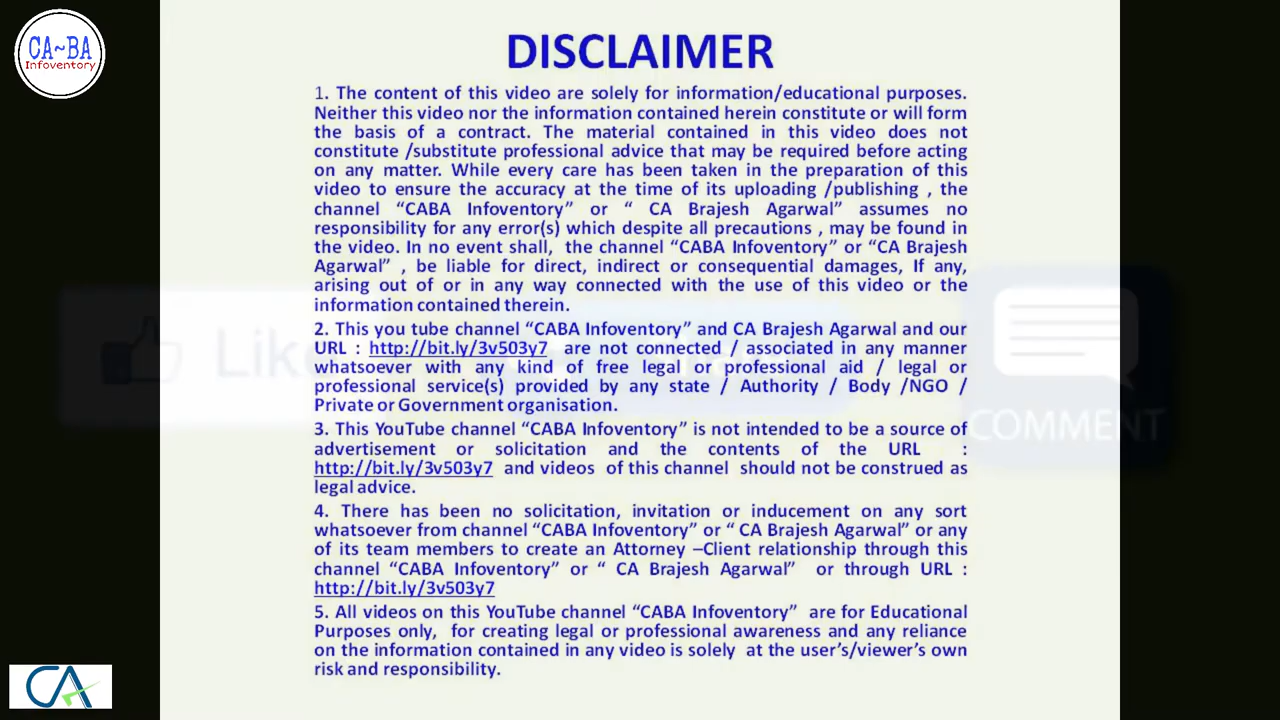 CA~BA
Infoventory
DISCLAIMER
1. The content of this video are solely for information/educational purposes.
Neither this video nor the information contained herein constitute or will form
the basis of a contract. The material contained in this video does not
constitute /substitute professional advice that may be required before acting
on any matter. While every care has been taken in the preparation of this
video to ensure the accuracy at the time of its uploading /publishing , the
channel “CABA Infoventory” or “ CA Brajesh Agarwal” assumes no
responsibility for any error(s) which despite all precautions , may be found in
the video. In no event shall, the channel “CABA Infoventory” or “CA Brajesh
Agarwal” , be liable for direct, indirect or consequential damages, If any,
arising out of or in any way connected with the use of this video or the
information contained therein.
2. This you tube channel “CABA Infoventory” and CA Brajesh Agarwal and our
URL : http://bit.ly/3v503y7 are not connected / associated in any manner
whatsoever with any kind of free legal or professional aid / legal or
professional service(s) provided by any state / Authority / Body /NGO /
Private or Government organisation.
3. This YouTube channel “CABA Infoventory” is not intended to be a source of
advertisement or solicitation and the contents of the URL :
http://bit.ly/3v503y7 and videos of this channel should not be construed as
legal advice.
4. There has been no solicitation, invitation or inducement on any sort
whatsoever from channel “CABA Infoventory” or “ CA Brajesh Agarwal” or any
of its team members to create an Attorney –Client relationship through this
channel “CABA Infoventory” or “ CA Brajesh Agarwal” or through URL :
http://bit.ly/3v503y7
5. All videos on this YouTube channel “CABA Infoventory” are for Educational
Purposes only, for creating legal or professional awareness and any reliance
on the information contained in any video is solely at the user’s/viewer’s own
risk and responsibility.
Like
COMMENT
CA